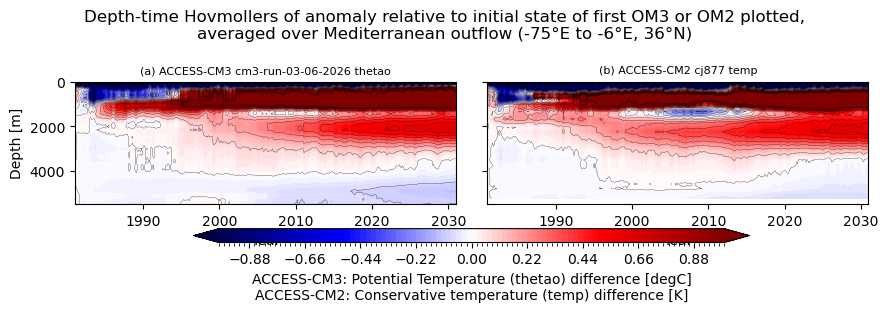 Depth-time Hovmollers of anomaly relative to initial state of first OM3 or OM2 plotted,
averaged over Mediterranean outflow (-75°E to -6°E, 36°N)
(a) ACCESS-CM3 cm3-run-03-06-2026 thetao
(b) ACCESS-CM2 cj877 temp
Depth [m]
0
2000
4000
1990 2000 2010 2020 2030
1990 2000 2010 2020 2030
−0.88 −0.66 −0.44 −0.22 0.00 0.22 0.44 0.66 0.88
ACCESS-CM3: Potential Temperature (thetao) difference [degC]
ACCESS-CM2: Conservative temperature (temp) difference [K]